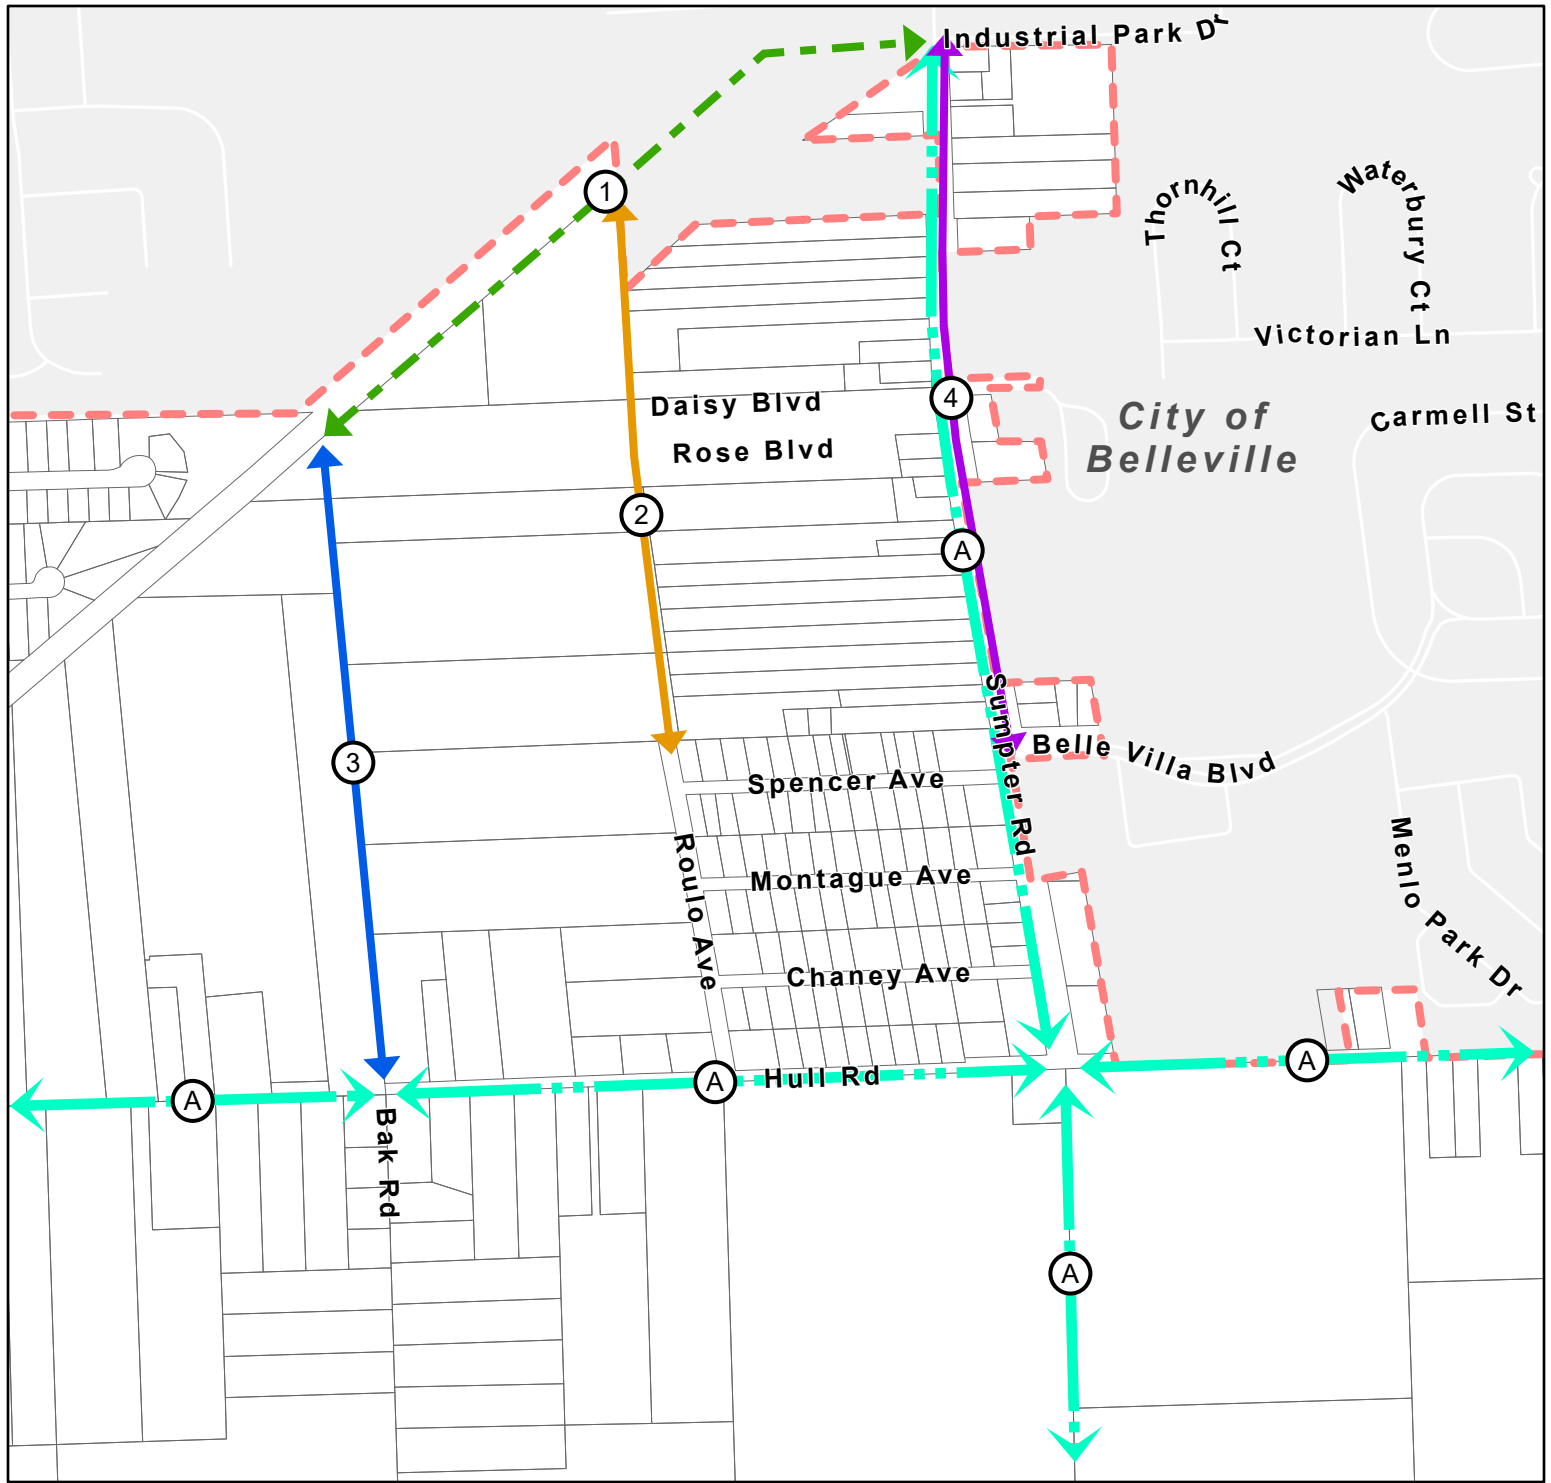 Industrial Park Dr
1
Thornhill Ct
Waterbury Ct
Victorian Ln
Daisy Blvd
4
City of
Belleville
Carmell St
Rose Blvd
2
A
Sumpter Rd
Belle Villa Blvd
3
Spencer Ave
Roulo Ave
Montague Ave
Menlo Park Dr
Chaney Ave
A
A
Hull Rd
A
Bak Rd
A